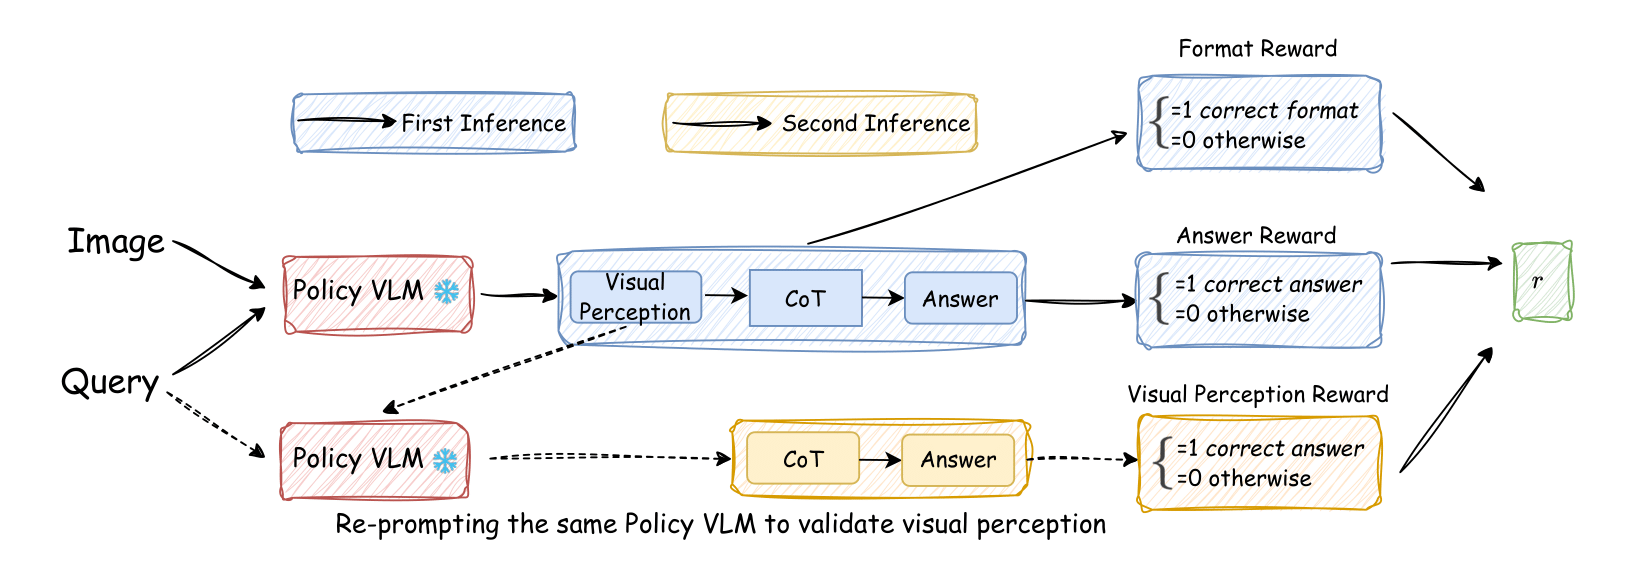 Format Reward
=1 correct format
=0 otherwise
First Inference
Second Inference
Image
Query
Policy VLM
Visual
Perception
CoT
Answer
Answer Reward
=1 correct answer
=0 otherwise
r
Policy VLM
CoT
Answer
Visual Perception Reward
=1 correct answer
=0 otherwise
Re-prompting the same Policy VLM to validate visual perception